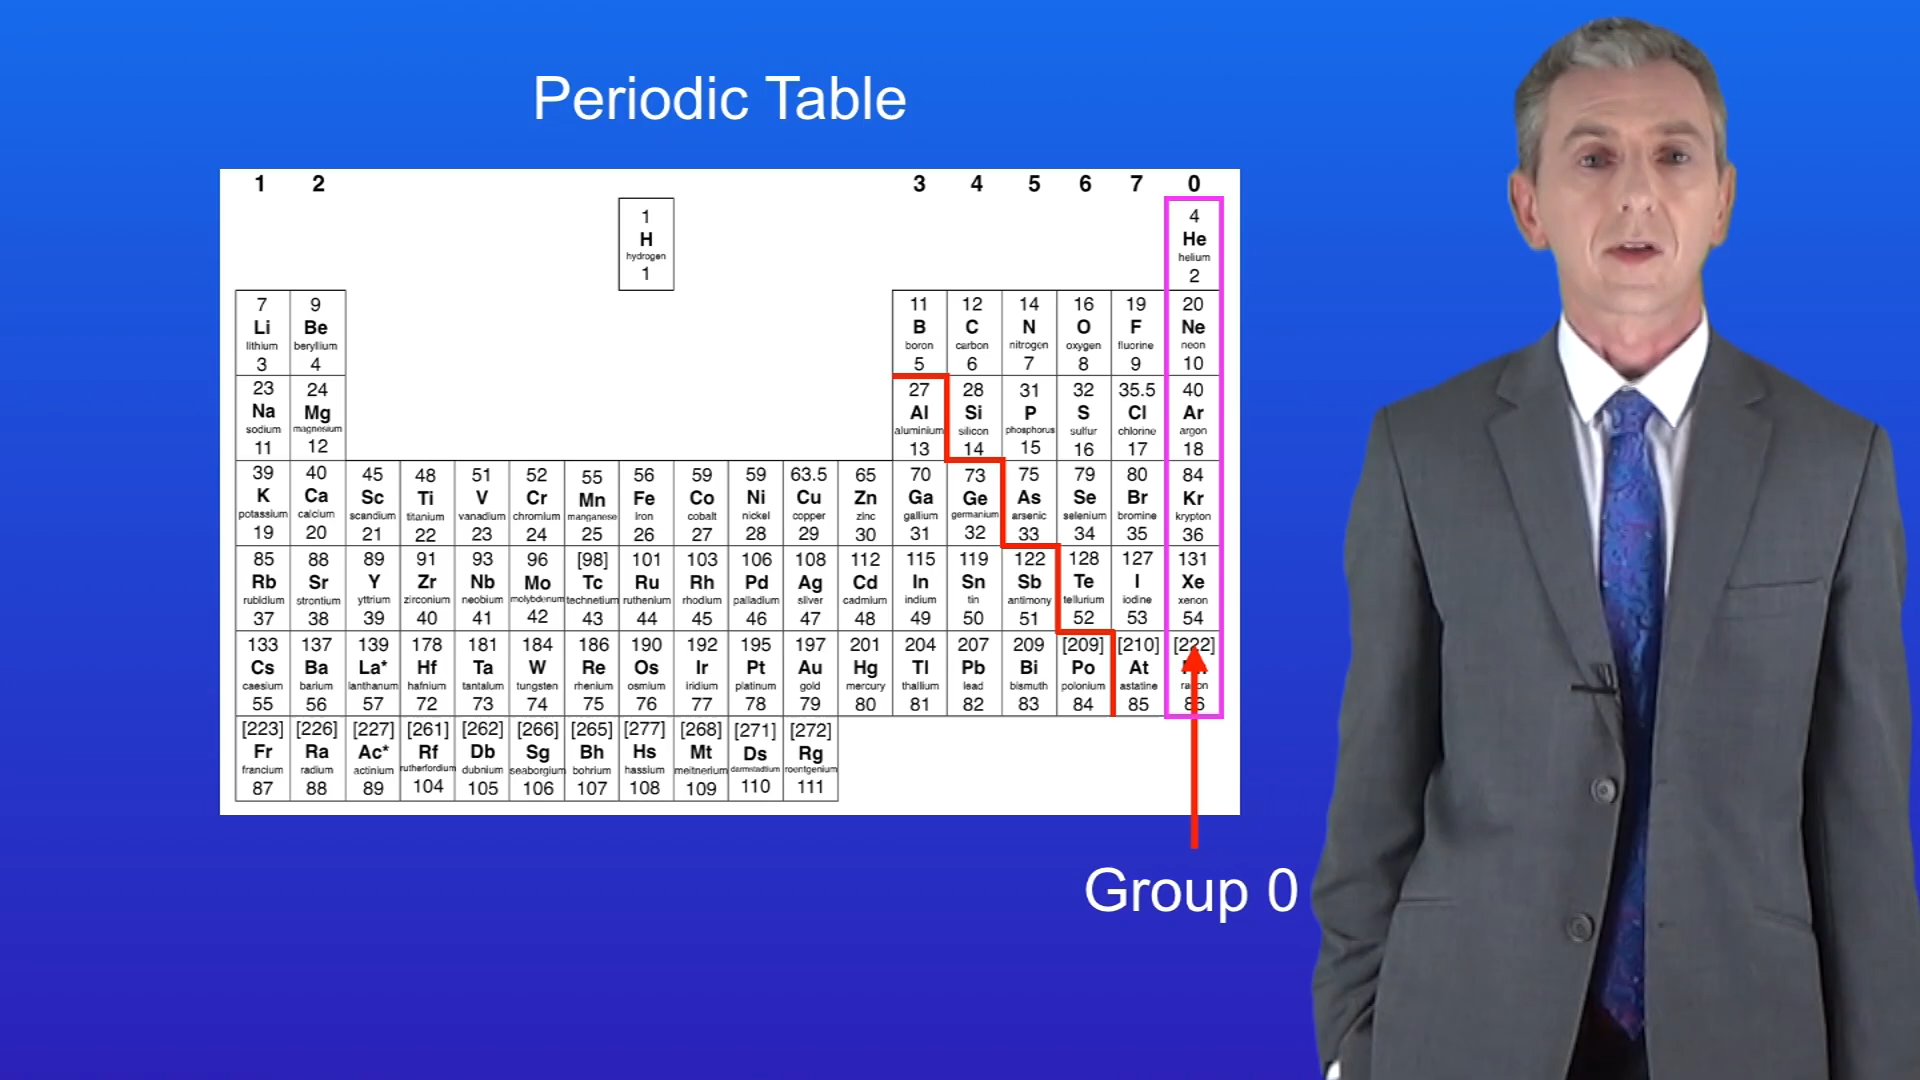 Periodic Table
1 2 3 4 5 6 7 0
1 4
H He
hydrogen helium
1 2
7 9 11 12 14 16 19 20
Li Be B C N O F Ne
lithium beryllium boron carbon nitrogen oxygen fluorine neon
3 4 5 6 7 8 9 10
23 24 27 28 31 32 35.5 40
Na Mg Al Si P S Cl Ar
sodium magnesium aluminium silicon phosphorus sulfur chlorine argon
11 12 13 14 15 16 17 18
39 40 45 48 51 52 55 56 59 59 63.5 65 70 73 75 79 80 84
K Ca Sc Ti V Cr Mn Fe Co Ni Cu Zn Ga Ge As Se Br Kr
potassium calcium scandium titanium vanadium chromium manganese iron cobalt nickel copper zinc gallium germanium arsenic selenium bromine krypton
19 20 21 22 23 24 25 26 27 28 29 30 31 32 33 34 35 36
85 88 89 91 93 96 [98] 101 103 106 108 112 115 119 122 128 127 131
Rb Sr Y Zr Nb Mo Tc Ru Rh Pd Ag Cd In Sn Sb Te I Xe
rubidium strontium yttrium zirconium neobium molybdenum technetium ruthenium rhodium palladium silver cadmium indium tin antimony tellurium iodine xenon
37 38 39 40 41 42 43 44 45 46 47 48 49 50 51 52 53 54
133 137 139 178 181 184 186 190 192 195 197 201 204 207 209 [209] [210] [222]
Cs Ba La* Hf Ta W Re Os Ir Pt Au Hg Tl Pb Bi Po At
caesium barium lanthanum hafnium tantalum tungsten rhenium osmium iridium platinum gold mercury thallium lead bismuth polonium astatine radon
55 56 57 72 73 74 75 76 77 78 79 80 81 82 83 84 85 86
[223] [226] [227] [261] [262] [266] [265] [277] [268] [271] [272]
Fr Ra Ac* Rf Db Sg Bh Hs Mt Ds Rg
francium radium actinium rutherfordium dubnium seaborgium bohrium hassium meitnerium darmstadtium roentgenium
87 88 89 104 105 106 107 108 109 110 111
Group 0